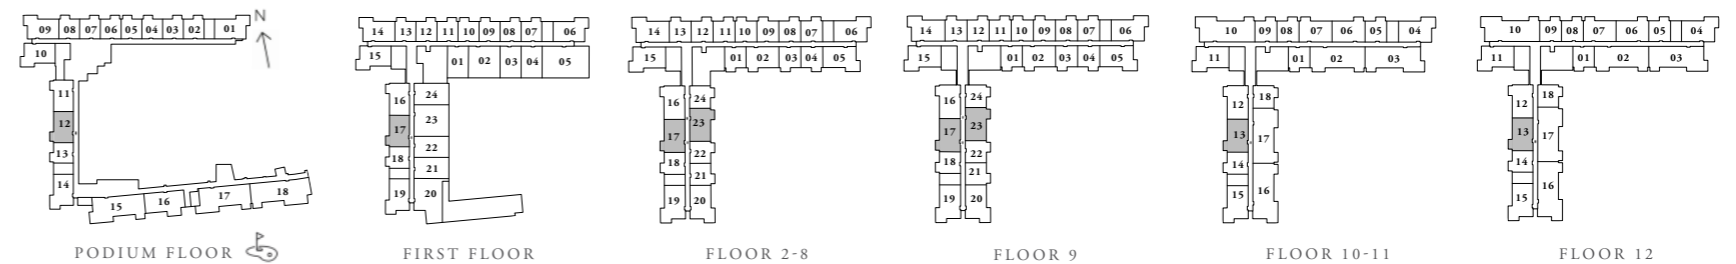 09 08 07 06 05 04 03 02 01
N
10
11
12
13
14
15 16 17 18
PODIUM FLOOR
14 13 12 11 10 09 08 07 06
15 01 02 03 04 05
16 24
17 23
18 22
21
19 20
FIRST FLOOR
14 13 12 11 10 09 08 07 06
15 01 02 03 04 05
16 24
17 23
18 22
21
19 20
FLOOR 2-8
14 13 12 11 10 09 08 07 06
15 01 02 03 04 05
16 24
17 23
18 22
21
19 20
FLOOR 9
10 09 08 07 06 05 04
11 01 02 03
12 18
13 17
14
15 16
FLOOR 10-11
10 09 08 07 06 05 04
11 01 02 03
12 18
13 17
14
15 16
FLOOR 12